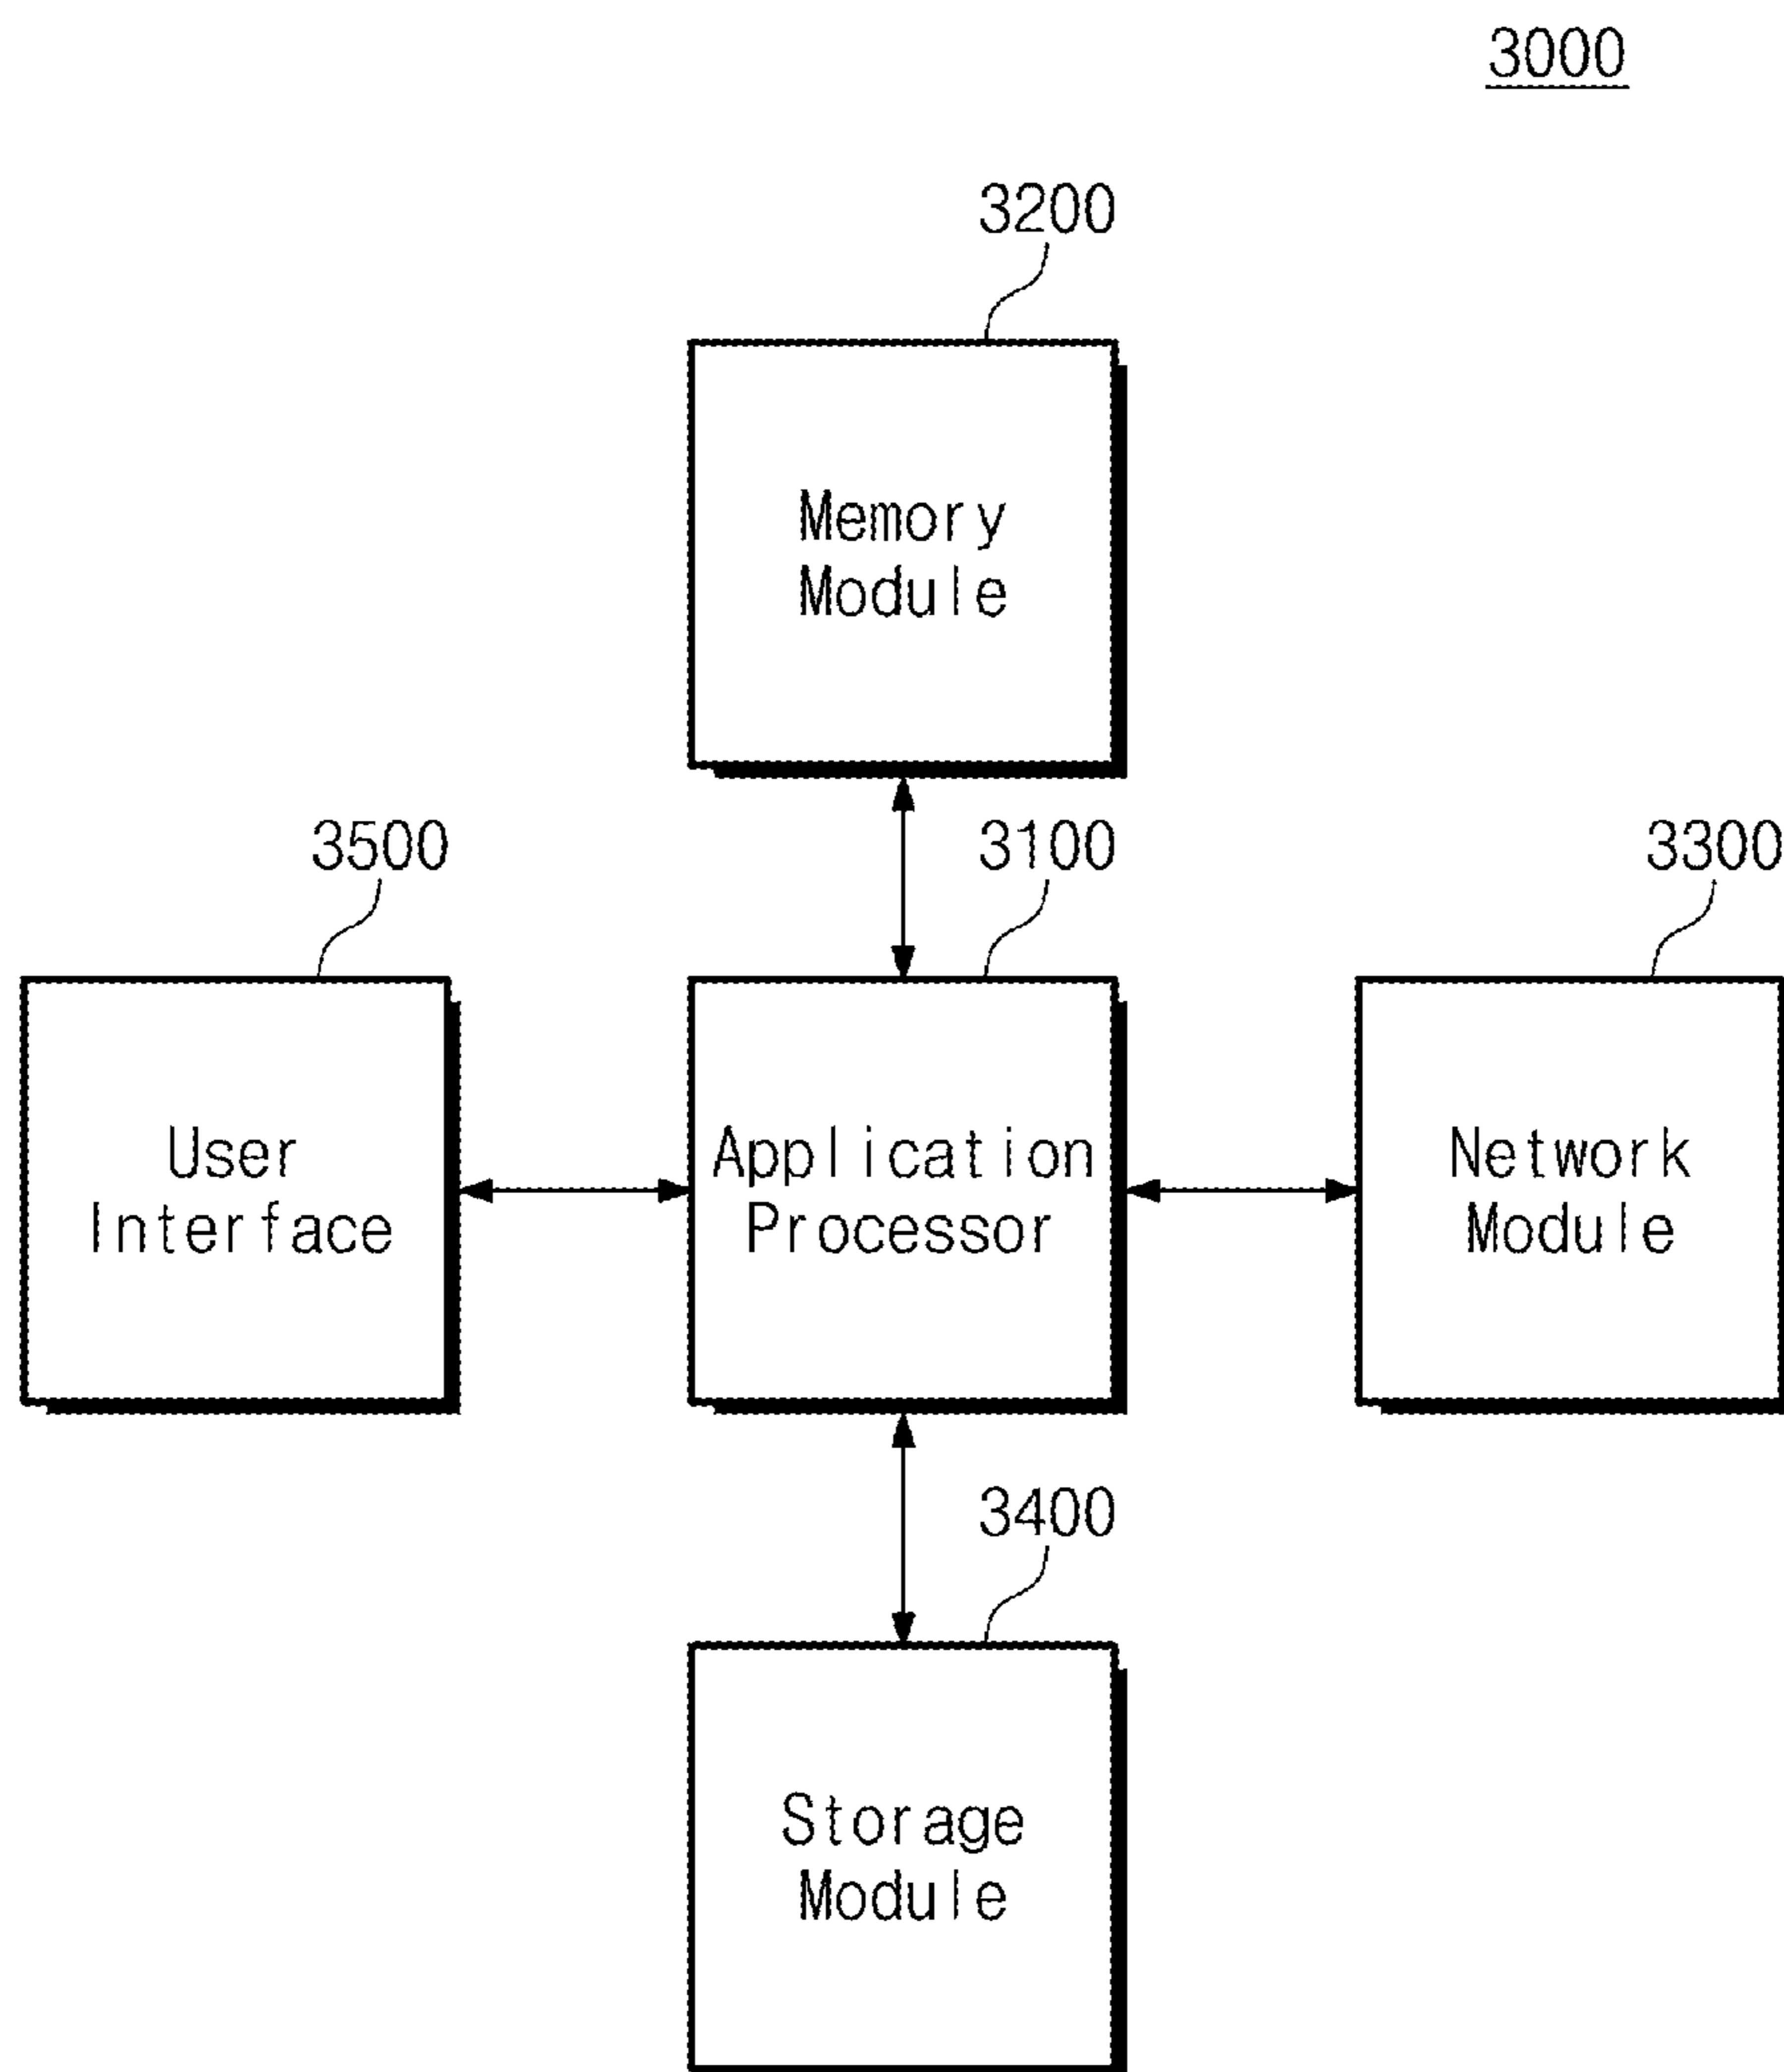 3000
3200
Memory
Module
3500
3100
3300
User
Interface
Application
Processor
Network
Module
3400
Storage
Module